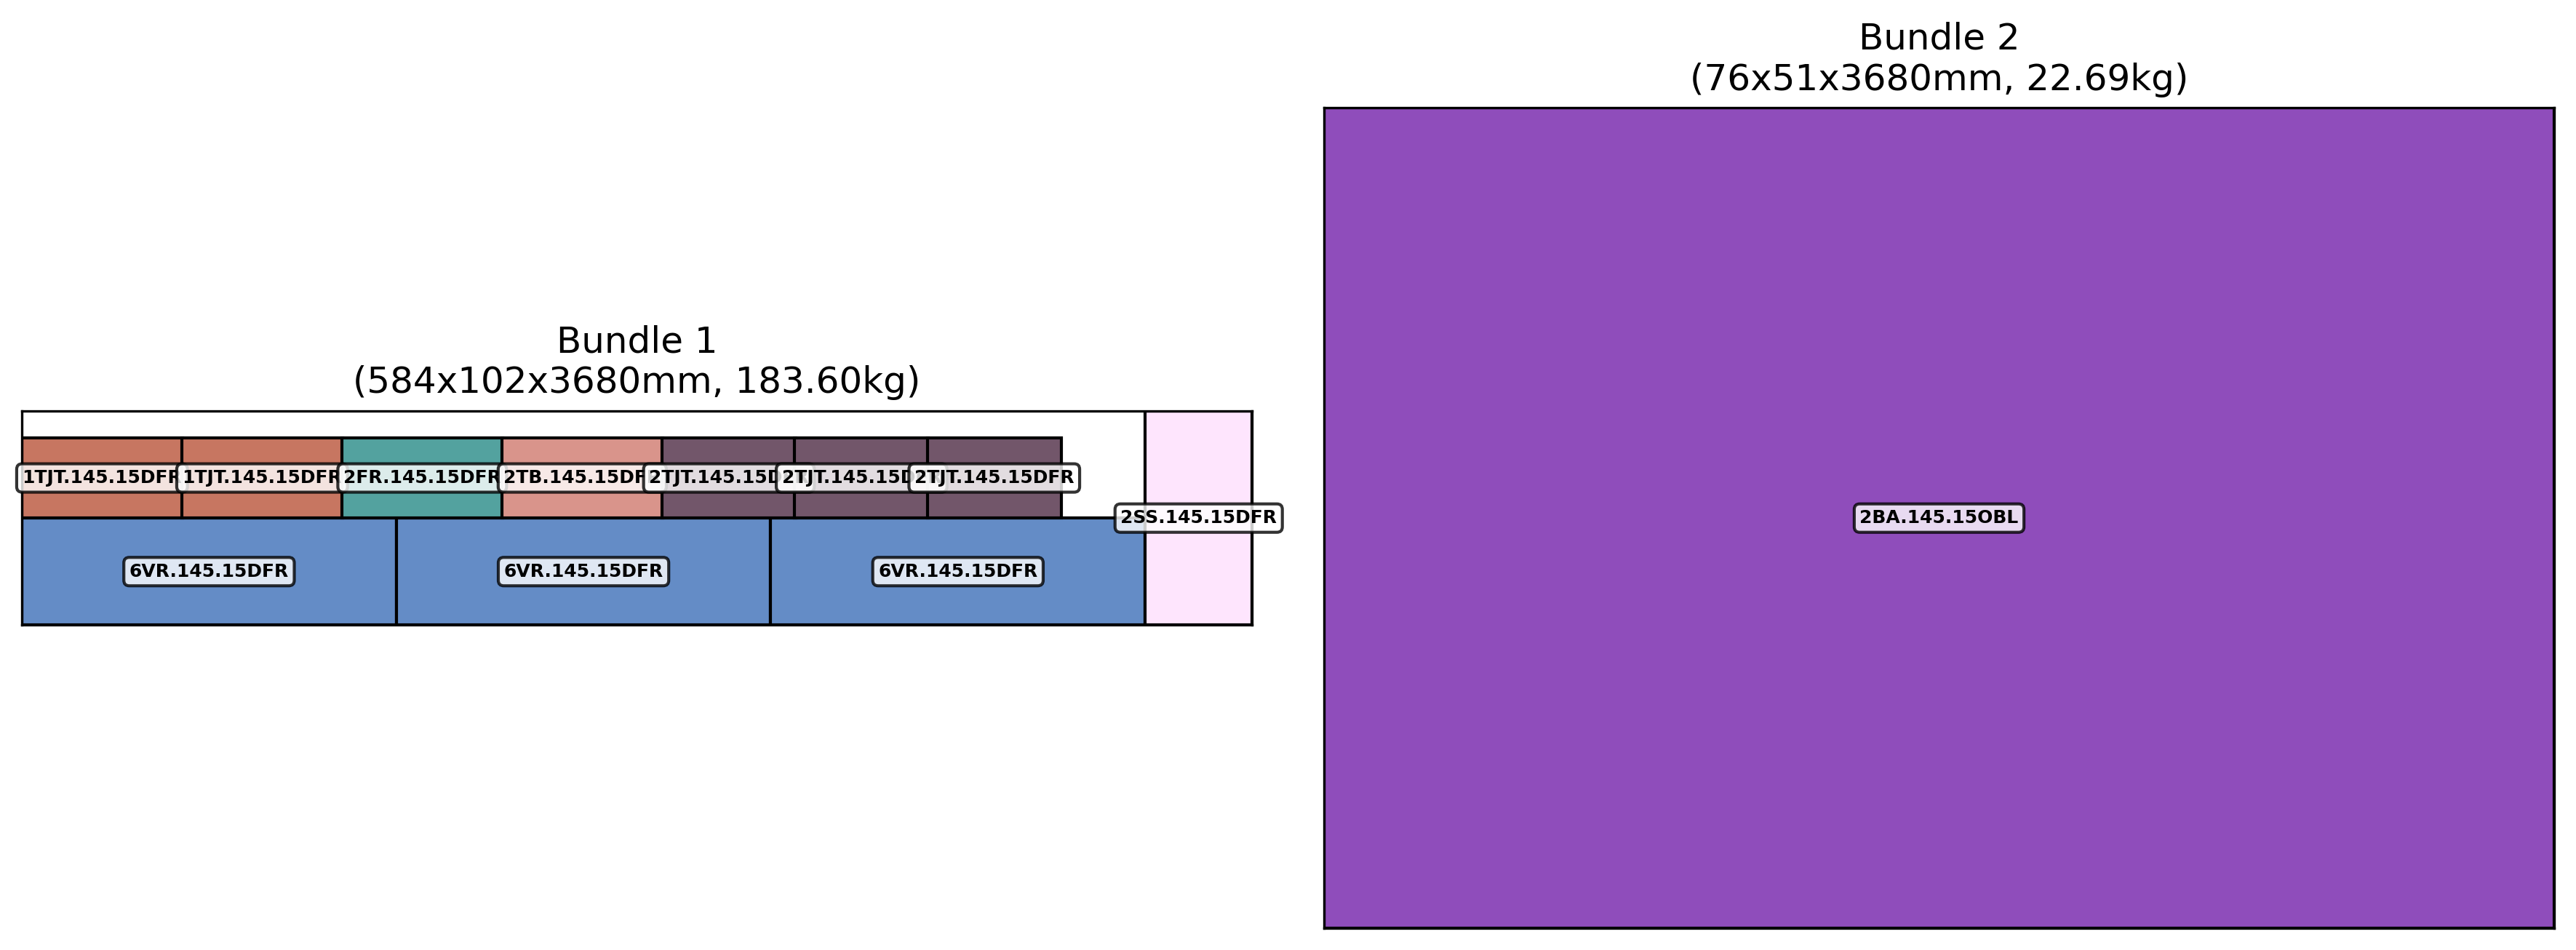 Bundle 1
(584x102x3680mm, 183.60kg)
1TJT.145.15DFR
1TJT.145.15DFR
2FR.145.15DFR
2TB.145.15DF
2TJT.145.15D
2TJT.145.15D
2TJT.145.15DFR
2SS.145.15DFR
6VR.145.15DFR
6VR.145.15DFR
6VR.145.15DFR
Bundle 2
(76x51x3680mm, 22.69kg)
2BA.145.15OBL